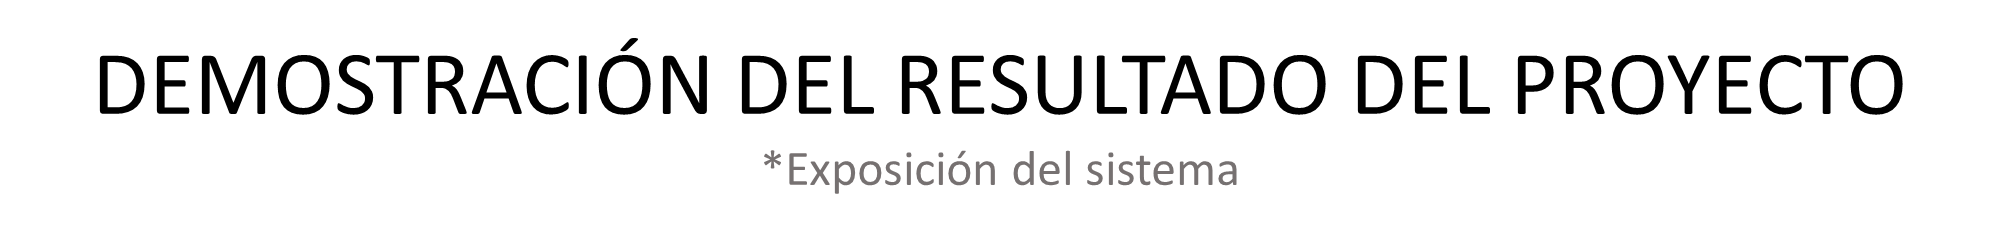 DEMOSTRACIÓN DEL RESULTADO DEL PROYECTO
*Exposición del sistema